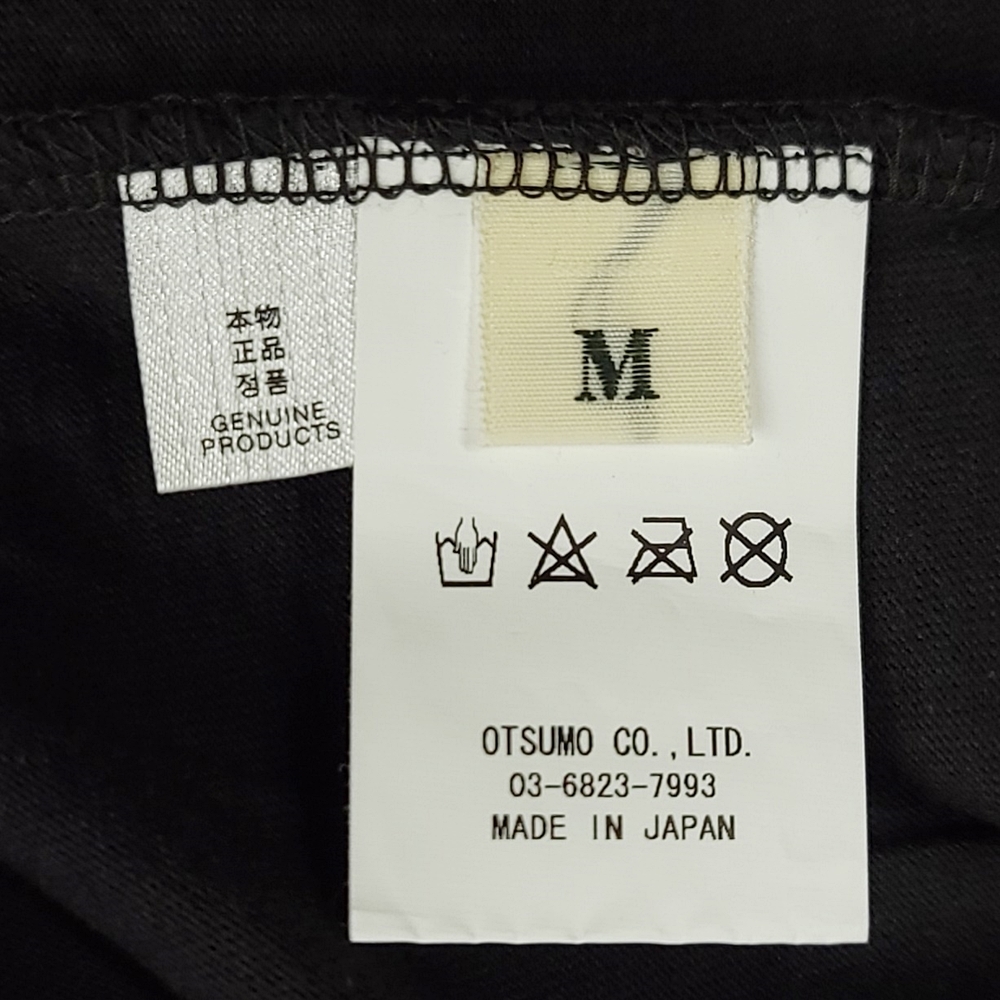 本物
正品
정품
GENUINE
PRODUCTS
M
OTSUMO CO.,LTD.
03-6823-7993
MADE IN JAPAN